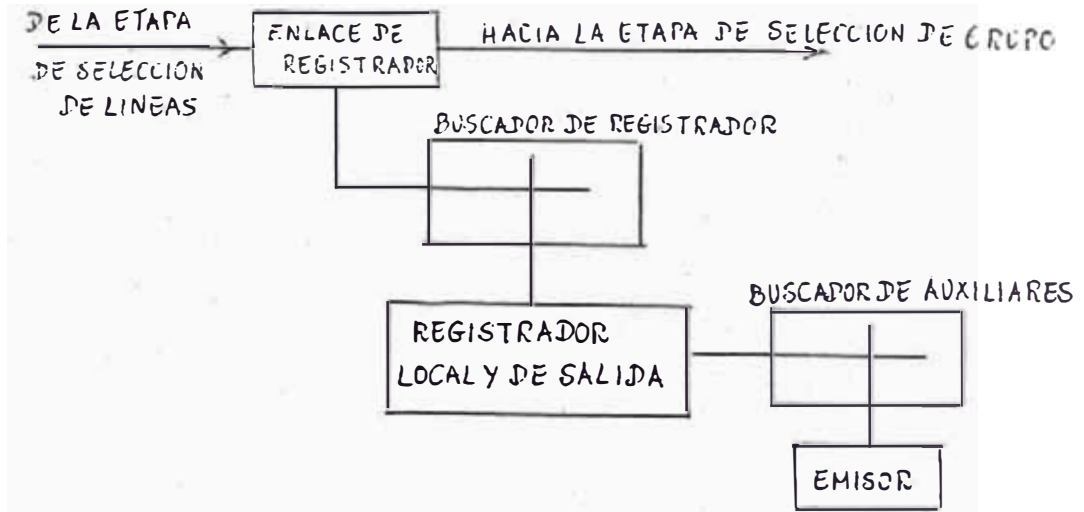 DE LA ETAPA
DE SELECCION
DE LINEAS
ENLACE DE
REGISTRADOR
HACIA LA ETAPA DE SELECCION DE GRUPO
BUSCADOR DE REGISTRADOR
REGISTRADOR
LOCAL Y DE SALIDA
BUSCADOR DE AUXILIARES
EMISOR